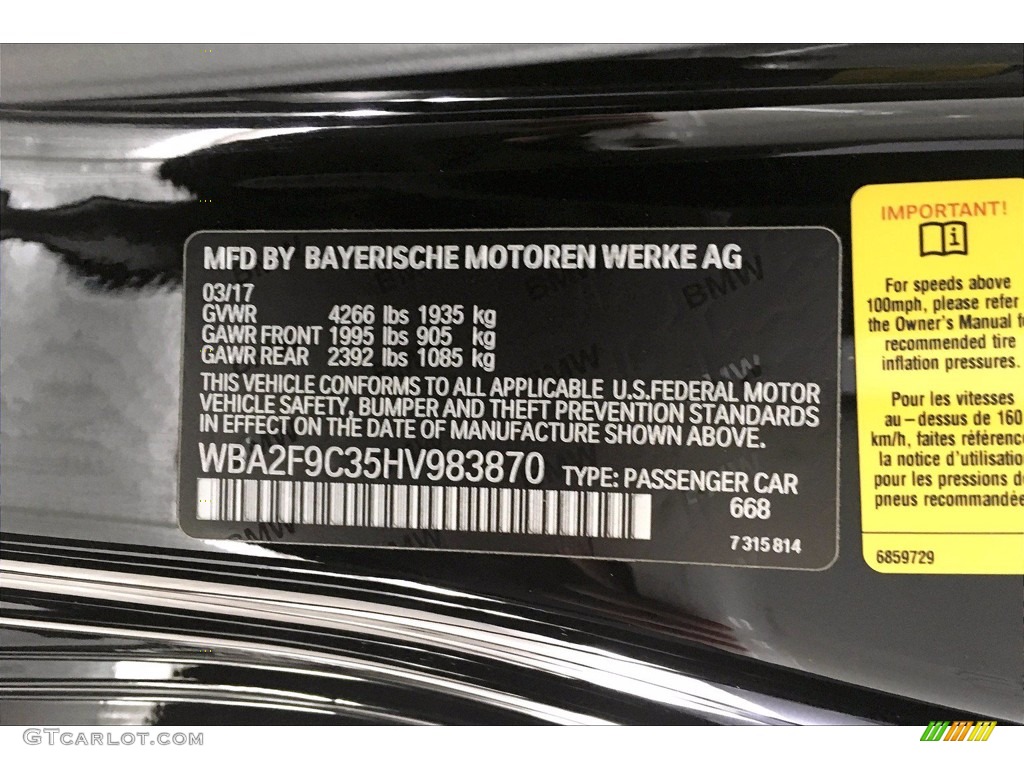 MFD BY BAYERISCHE MOTOREN WERKE AG
03/17
GVWR 4266 lbs 1935 kg
GAWR FRONT 1995 lbs 905 kg
GAWR REAR 2392 lbs 1085 kg
THIS VEHICLE CONFORMS TO ALL APPLICABLE U.S.FEDERAL MOTOR
VEHICLE SAFETY, BUMPER AND THEFT PREVENTION STANDARDS
IN EFFECT ON THE DATE OF MANUFACTURE SHOWN ABOVE.
WBA2F9C35HV983870 TYPE: PASSENGER CAR
668
7315814
BMW
BMW
BMW
BMW
IMPORTANT!
For speeds above
100mph, please refer
the Owner's Manual
recommended tire
inflation pressures.
Pour les vitesses
au-dessus de 160
km/h, faites
la notice d'utilisation
pour les pressions
pneus
6859729
GTCarLot.com